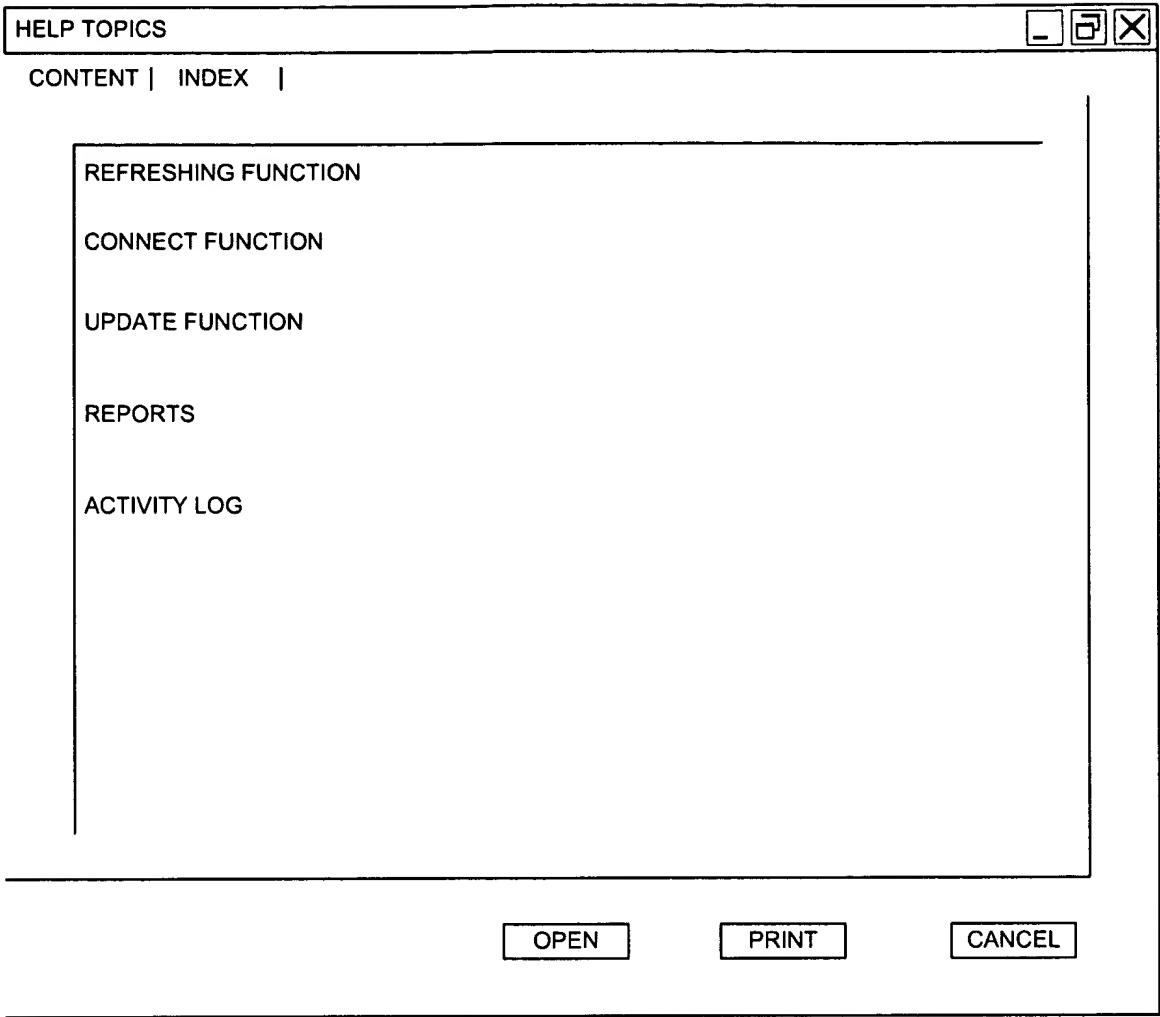 HELP TOPICS
CONTENT | INDEX |
REFRESHING FUNCTION
CONNECT FUNCTION
UPDATE FUNCTION
REPORTS
ACTIVITY LOG
OPEN PRINT CANCEL